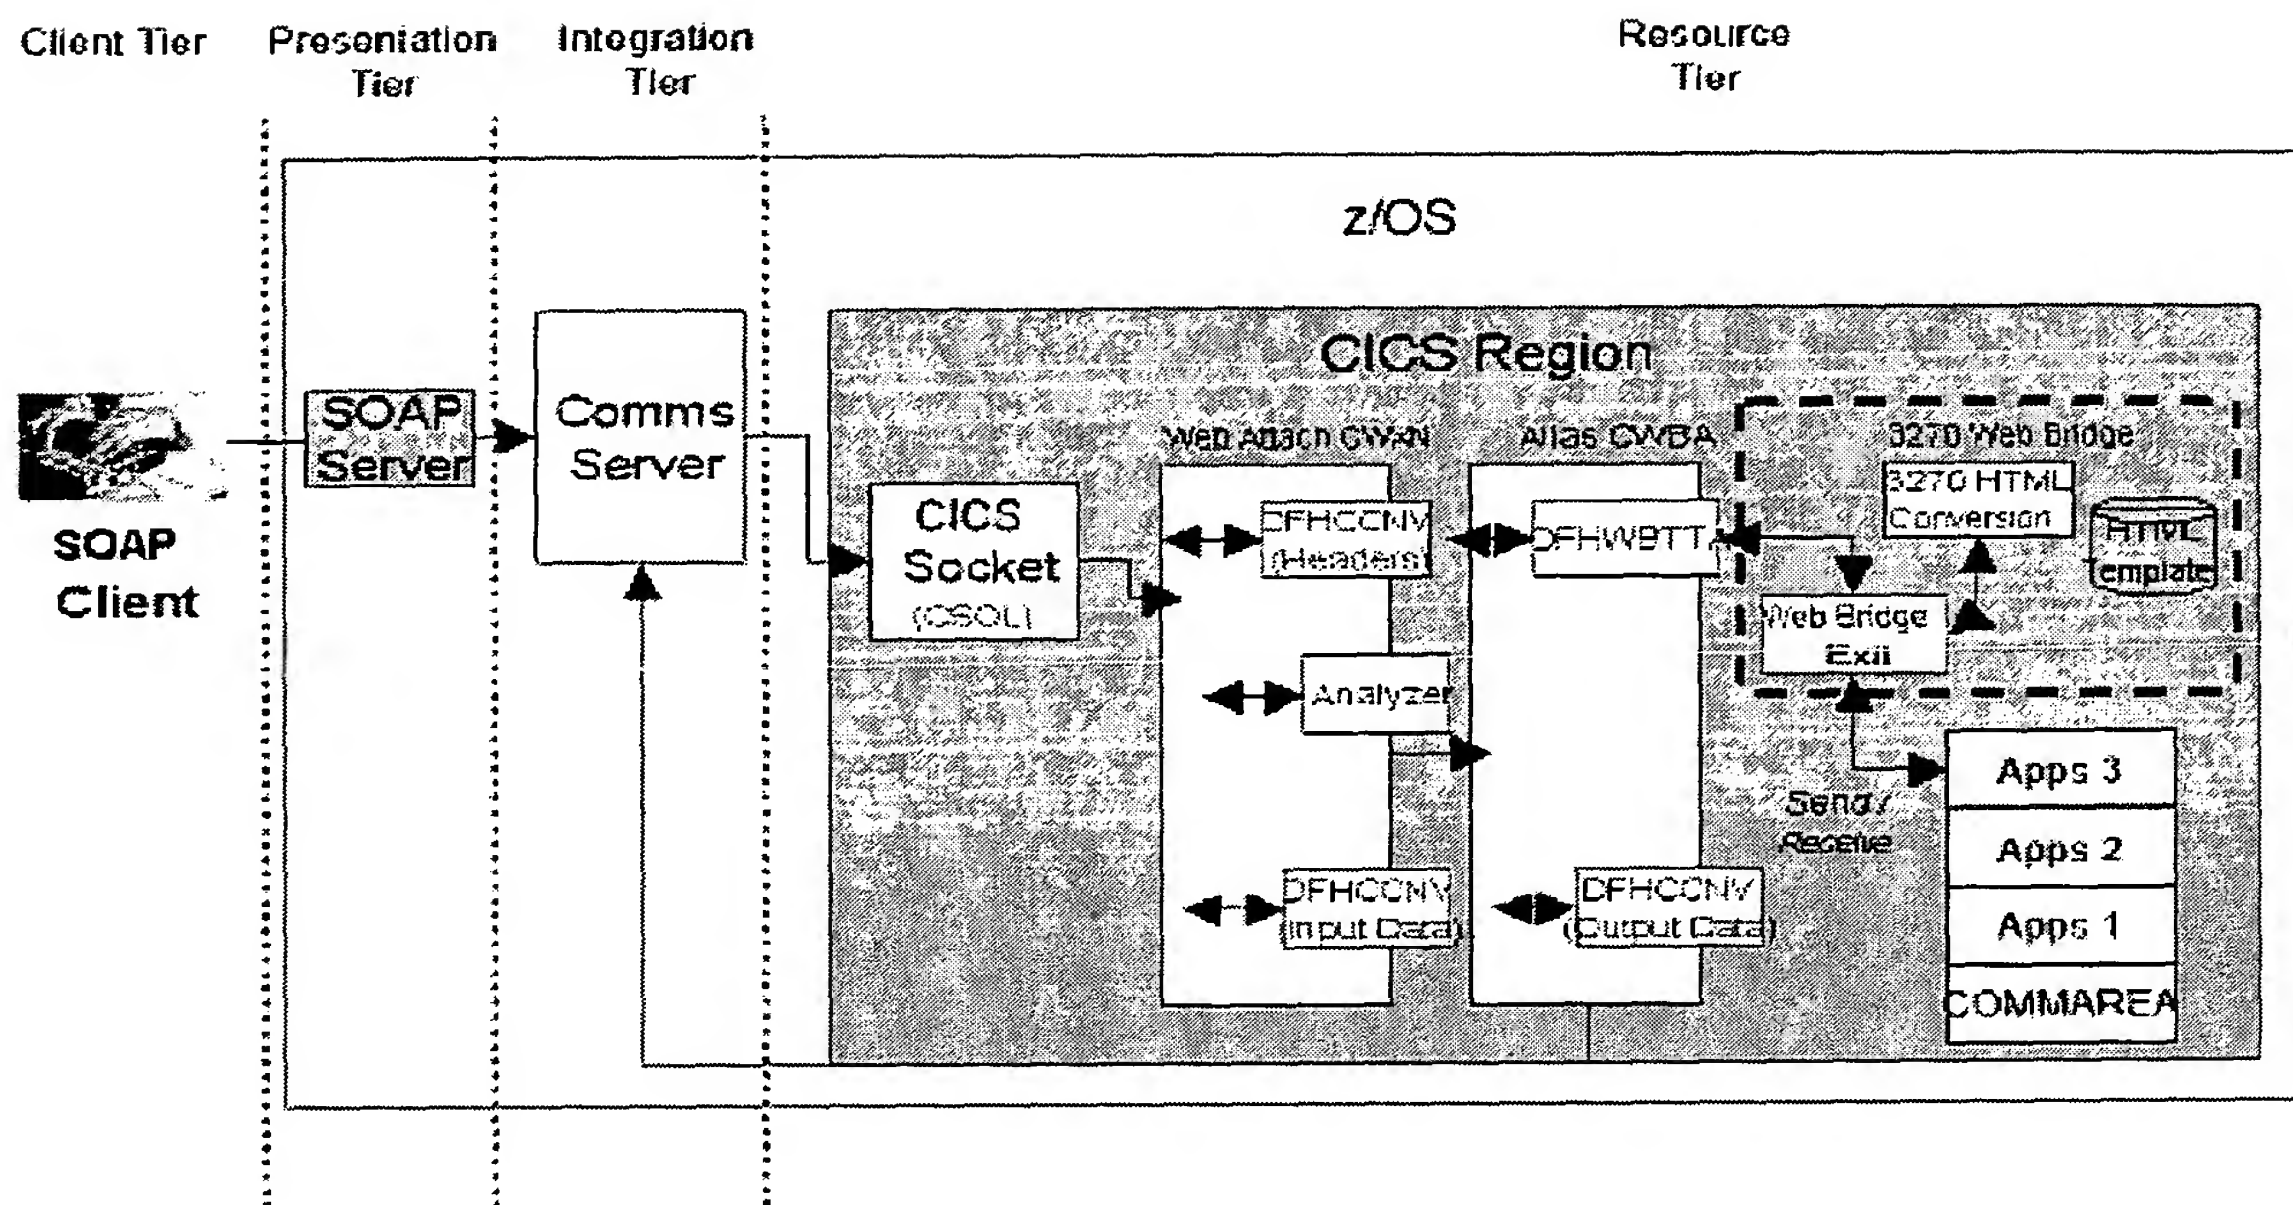 Client Tier
Presentation
Tier
Integration
Tier
Resource
Tier
z/OS
CICS Region
SOAP
Client
SOAP
Server
Comms
Server
CICS
Socket
(CSOL)
Web Attach CWXN
DFHCCNV
(Headers)
Analyzer
DFHCCNV
(Input Data)
Alias CWBA
DFHWBTTA
DFHCCNV
(Output Data)
3270 Web Bridge
3270 HTML
Conversion
HTML
Template
Web Bridge
Exit
Send /
Receive
Apps 3
Apps 2
Apps 1
COMMAREA